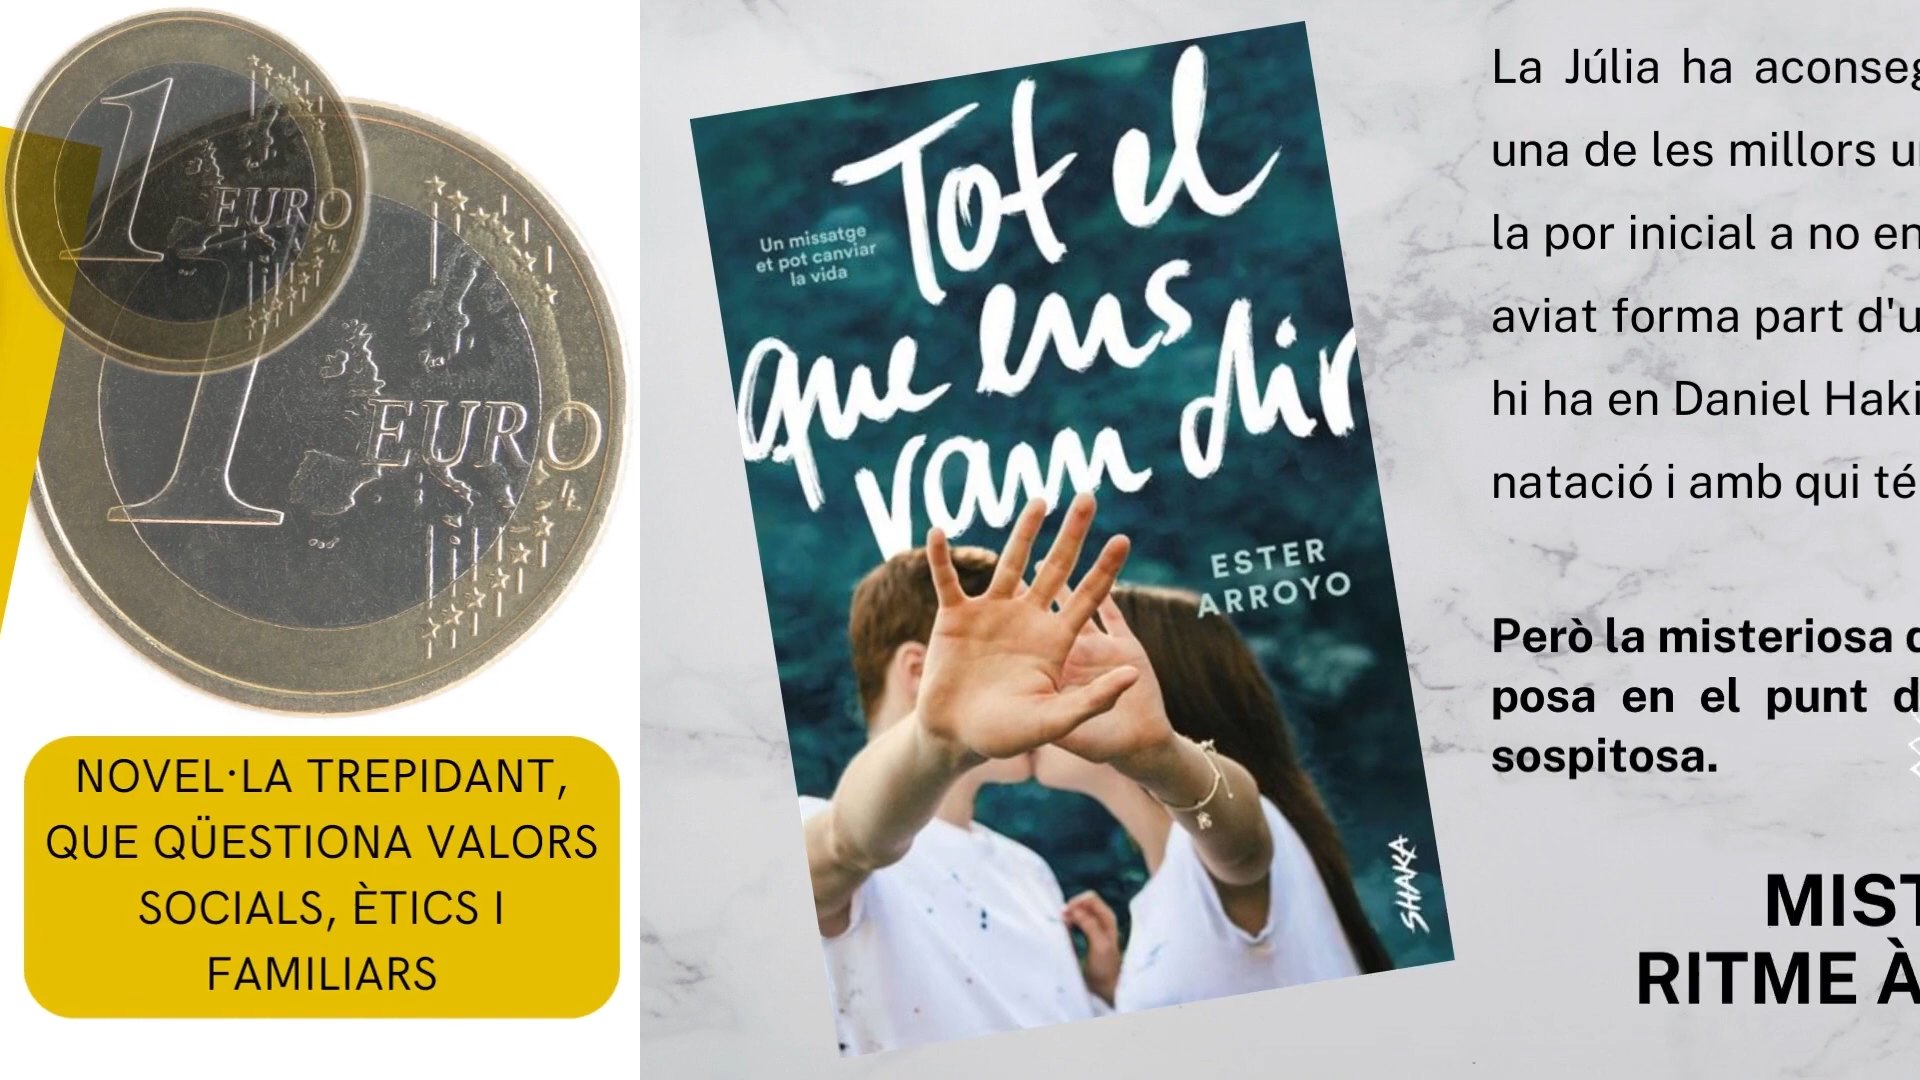 1
EURO
1
EURO
NOVEL·LA TREPIDANT,
QUE QÜESTIONA VALORS
SOCIALS, ÈTICS I
FAMILIARS
Tot el
que ens
vam dir
Un missatge
et pot canviar
la vida
ESTER
ARROYO
SHAKA
La Júlia ha aconseg
una de les millors u
la por inicial a no en
aviat forma part d'u
hi ha en Daniel Haki
natació i amb qui té
Però la misteriosa
posa en el punt d
sospitosa.
MIST
RITME À